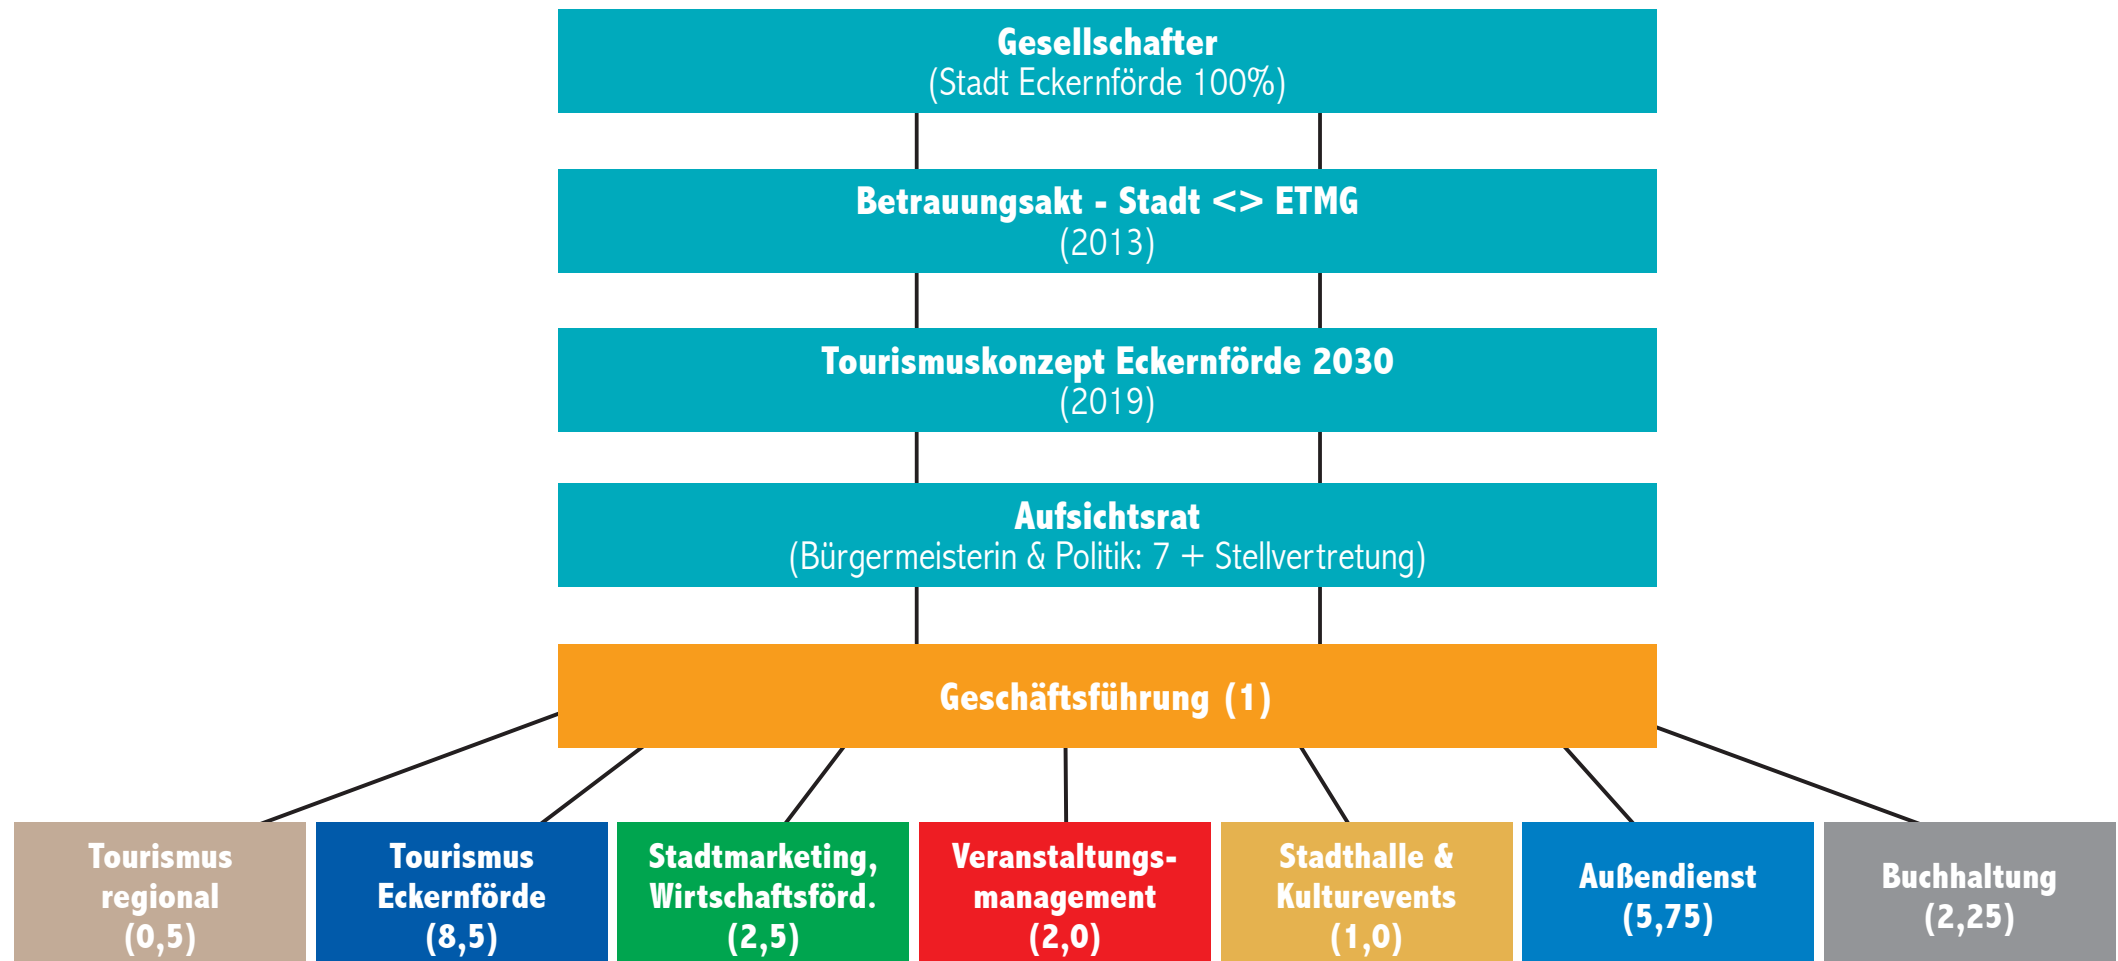 Gesellschafter
(Stadt Eckernförde 100%)
Betrauungsakt - Stadt <> ETMG
(2013)
Tourismuskonzept Eckernförde 2030
(2019)
Aufsichtsrat
(Bürgermeisterin & Politik: 7 + Stellvertretung)
Geschäftsführung (1)
Tourismus
regional
(0,5)
Tourismus
Eckernförde
(8,5)
Stadtmarketing,
Wirtschaftsförd.
(2,5)
Veranstaltungs-
management
(2,0)
Stadthalle &
Kulturevents
(1,0)
Außendienst
(5,75)
Buchhaltung
(2,25)